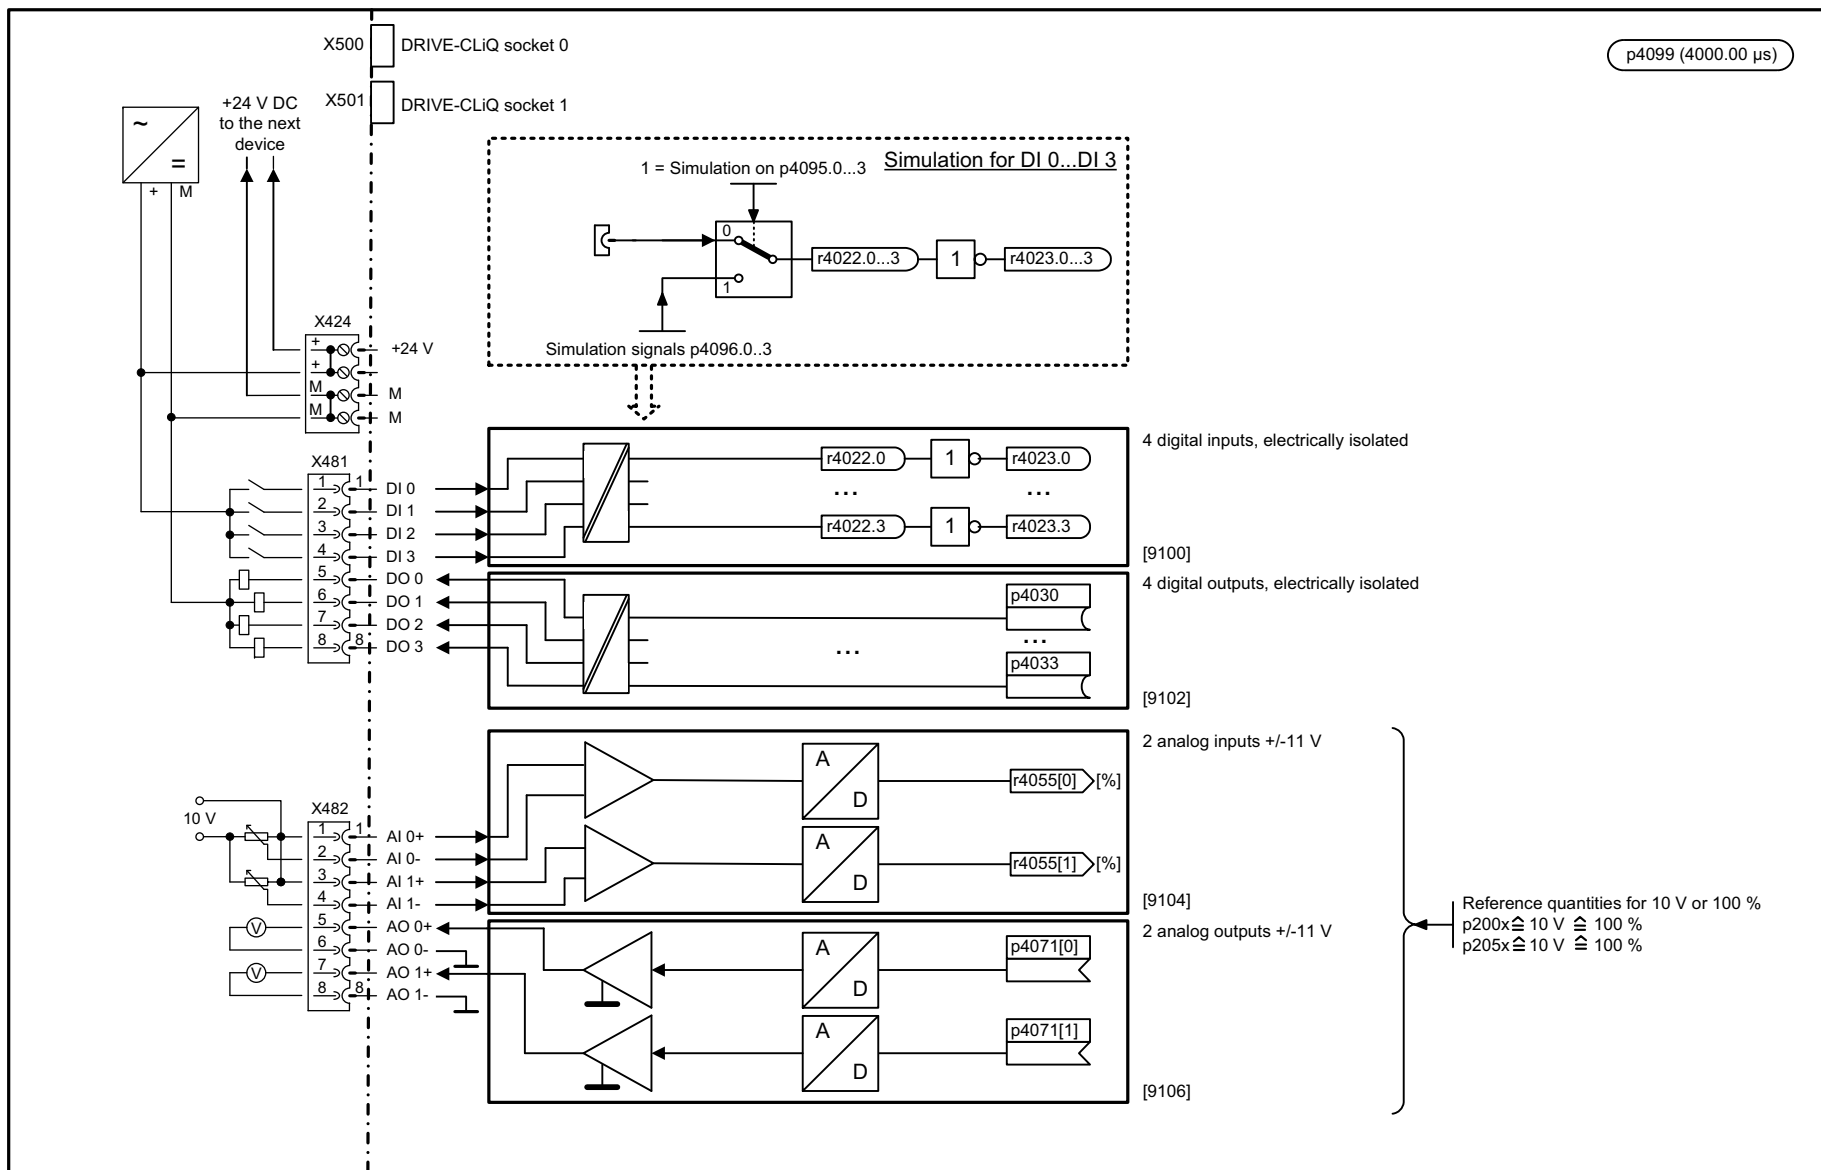 X500
DRIVE-CLiQ socket 0
p4099 (4000.00 µs)
X501
DRIVE-CLiQ socket 1
+24 V DC
to the next
device
~
=
+ M
Simulation for DI 0...DI 3
1 = Simulation on p4095.0...3
0
1
r4022.0...3
1
r4023.0...3
Simulation signals p4096.0..3
X424
+
+24 V
+
M
M
M
M
4 digital inputs, electrically isolated
r4022.0
1
r4023.0
...
...
r4022.3
1
r4023.3
[9100]
X481
1 1 DI 0
2 DI 1
3 DI 2
4 DI 3
5 DO 0
6 DO 1
7 DO 2
8 8 DO 3
4 digital outputs, electrically isolated
p4030
...
...
p4033
[9102]
2 analog inputs +/-11 V
A
D
r4055[0] [%]
A
D
r4055[1] [%]
[9104]
10 V
X482
1 1 AI 0+
2 AI 0-
3 AI 1+
4 AI 1-
5 AO 0+
6 AO 0-
7 AO 1+
8 8 AO 1-
V
V
2 analog outputs +/-11 V
A
D
p4071[0]
A
D
p4071[1]
[9106]
Reference quantities for 10 V or 100 %
p200x ≙ 10 V ≙ 100 %
p205x ≙ 10 V ≙ 100 %